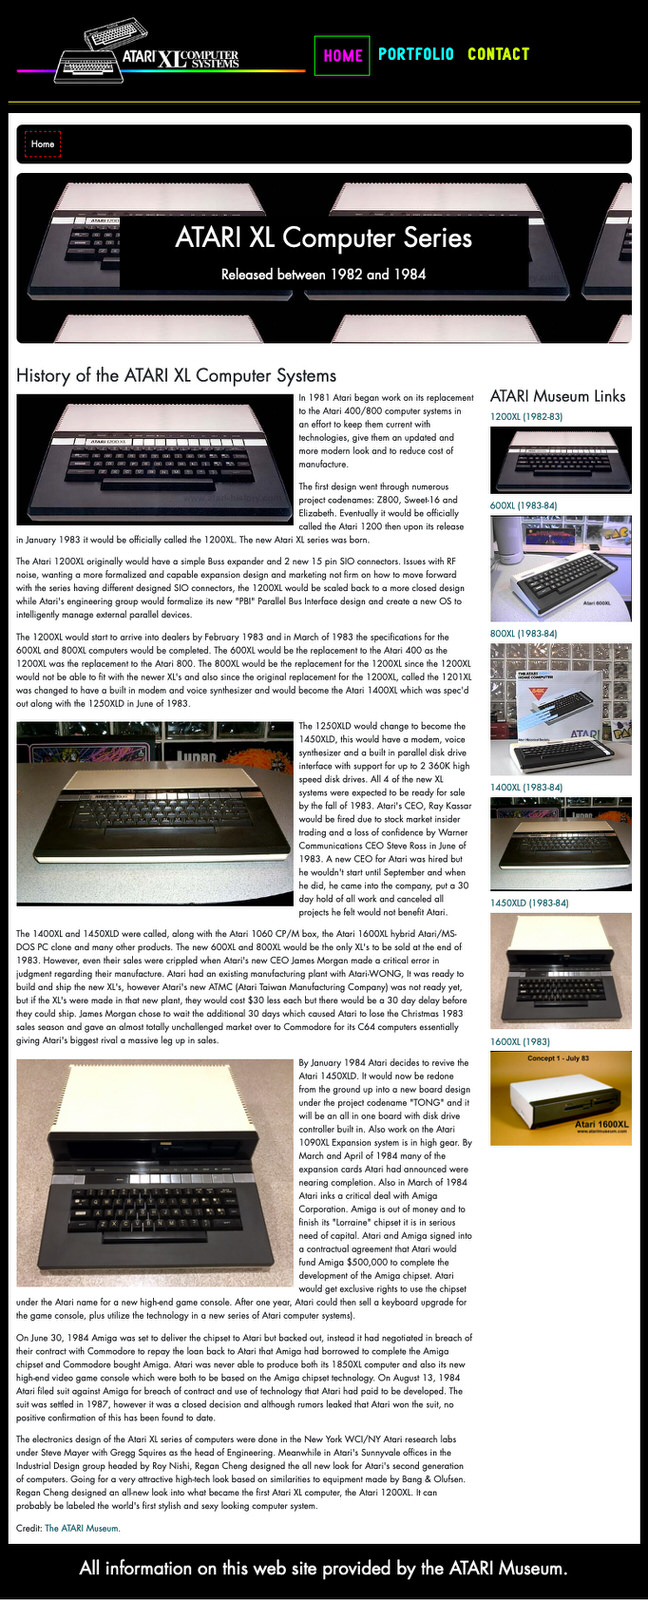 ATARI XL COMPUTER
SYSTEMS
HOME PORTFOLIO CONTACT
Home
ATARI XL Computer Series
Released between 1982 and 1984
History of the ATARI XL Computer Systems
In 1981 Atari began work on its replacement
to the Atari 400/800 computer systems in
an effort to keep them current with
technologies, give them an updated and
more modern look and to reduce cost of
manufacture.
The first design went through numerous
project codenames: Z800, Sweet-16 and
Elizabeth. Eventually it would be officially
called the Atari 1200 then upon its release
in January 1983 it would be officially called the 1200XL. The new Atari XL series was born.
The Atari 1200XL originally would have a simple Buss expander and 2 new 15 pin SIO connectors. Issues with RF
noise, wanting a more formalized and capable expansion design and marketing not firm on how to move forward
with the series having different designed SIO connectors, the 1200XL would be scaled back to a more closed design
while Atari's engineering group would formalize its new "PBI" Parallel Bus Interface design and create a new OS to
intelligently manage external parallel devices.
The 1200XL would start to arrive into dealers by February 1983 and in March of 1983 the specifications for the
600XL and 800XL computers would be completed. The 600XL would be the replacement to the Atari 400 as the
1200XL was the replacement to the Atari 800. The 800XL would be the replacement for the 1200XL since the 1200XL
would not be able to fit with the newer XL's and also since the original replacement for the 1200XL, called the 1201XL
was changed to have a built in modem and voice synthesizer and would become the Atari 1400XL which was spec'd
out along with the 1250XLD in June of 1983.
The 1250XLD would change to become the
1450XLD, this would have a modem, voice
synthesizer and a built in parallel disk drive
interface with support for up to 2 360K high
speed disk drives. All 4 of the new XL
systems were expected to be ready for sale
by the fall of 1983. Atari's CEO, Ray Kassar
would be fired due to stock market insider
trading and a loss of confidence by Warner
Communications CEO Steve Ross in June of
1983. A new CEO for Atari was hired but
he wouldn't start until September and when
he did, he came into the company, put a 30
day hold of all work and canceled all
projects he felt would not benefit Atari.
The 1400XL and 1450XLD were called, along with the Atari 1060 CP/M box, the Atari 1600XL hybrid Atari/MS-
DOS PC clone and many other products. The new 600XL and 800XL would be the only XL's to be sold at the end of
1983. However, even their sales were crippled when Atari's new CEO James Morgan made a critical error in
judgment regarding their manufacture. Atari had an existing manufacturing plant with Atari-WONG, It was ready to
build and ship the new XL's, however Atari's new ATMC (Atari Taiwan Manufacturing Company) was not ready yet,
but if the XL's were made in that new plant, they would cost $30 less each but there would be a 30 day delay before
they could ship. James Morgan chose to wait the additional 30 days which caused Atari to lose the Christmas 1983
sales season and gave an almost totally unchallenged market over to Commodore for its C64 computers essentially
giving Atari's biggest rival a massive leg up in sales.
By January 1984 Atari decides to revive the
Atari 1450XLD. It would now be redone
from the ground up into a new board design
under the project codename "TONG" and it
will be an all in one board with disk drive
controller built in. Also work on the Atari
1090XL Expansion system is in high gear. By
March and April of 1984 many of the
expansion cards Atari had announced were
nearing completion. Also in March of 1984
Atari inks a critical deal with Amiga
Corporation. Amiga is out of money and to
finish its "Lorraine" chipset it is in serious
need of capital. Atari and Amiga signed into
a contractual agreement that Atari would
fund Amiga $500,000 to complete the
development of the Amiga chipset. Atari
would get exclusive rights to use the chipset
under the Atari name for a new high-end game console. After one year, Atari could then sell a keyboard upgrade for
the game console, plus utilize the technology in a new series of Atari computer systems).
On June 30, 1984 Amiga was set to deliver the chipset to Atari but backed out, instead it had negotiated in breach of
their contract with Commodore to repay the loan back to Atari that Amiga had borrowed to complete the Amiga
chipset and Commodore bought Amiga. Atari was never able to produce both its 1850XL computer and also its new
high-end video game console which were both to be based on the Amiga chipset technology. On August 13, 1984
Atari filed suit against Amiga for breach of contract and use of technology that Atari had paid to be developed. The
suit was settled in 1987, however it was a closed decision and although rumors leaked that Atari won the suit, no
positive confirmation of this has been found to date.
The electronics design of the Atari XL series of computers were done in the New York WCI/NY Atari research labs
under Steve Mayer with Gregg Squires as the head of Engineering. Meanwhile in Atari's Sunnyvale offices in the
Industrial Design group headed by Roy Nishi, Regan Cheng designed the all new look for Atari's second generation
of computers. Going for a very attractive high-tech look based on similarities to equipment made by Bang & Olufsen.
Regan Cheng designed an all-new look into what became the first Atari XL computer, the Atari 1200XL. It can
probably be labeled the world's first stylish and sexy looking computer system.
Credit: The ATARI Museum.
ATARI Museum Links
1200XL (1982-83)
600XL (1983-84)
Atari 600XL
800XL (1983-84)
THE ATARI 800XL
HOME COMPUTER
ATARI
1400XL (1983-84)
1450XLD (1983-84)
1600XL (1983)
Concept 1 - July 83
Atari 1600XL
www.atarimuseum.com
All information on this web site provided by the ATARI Museum.